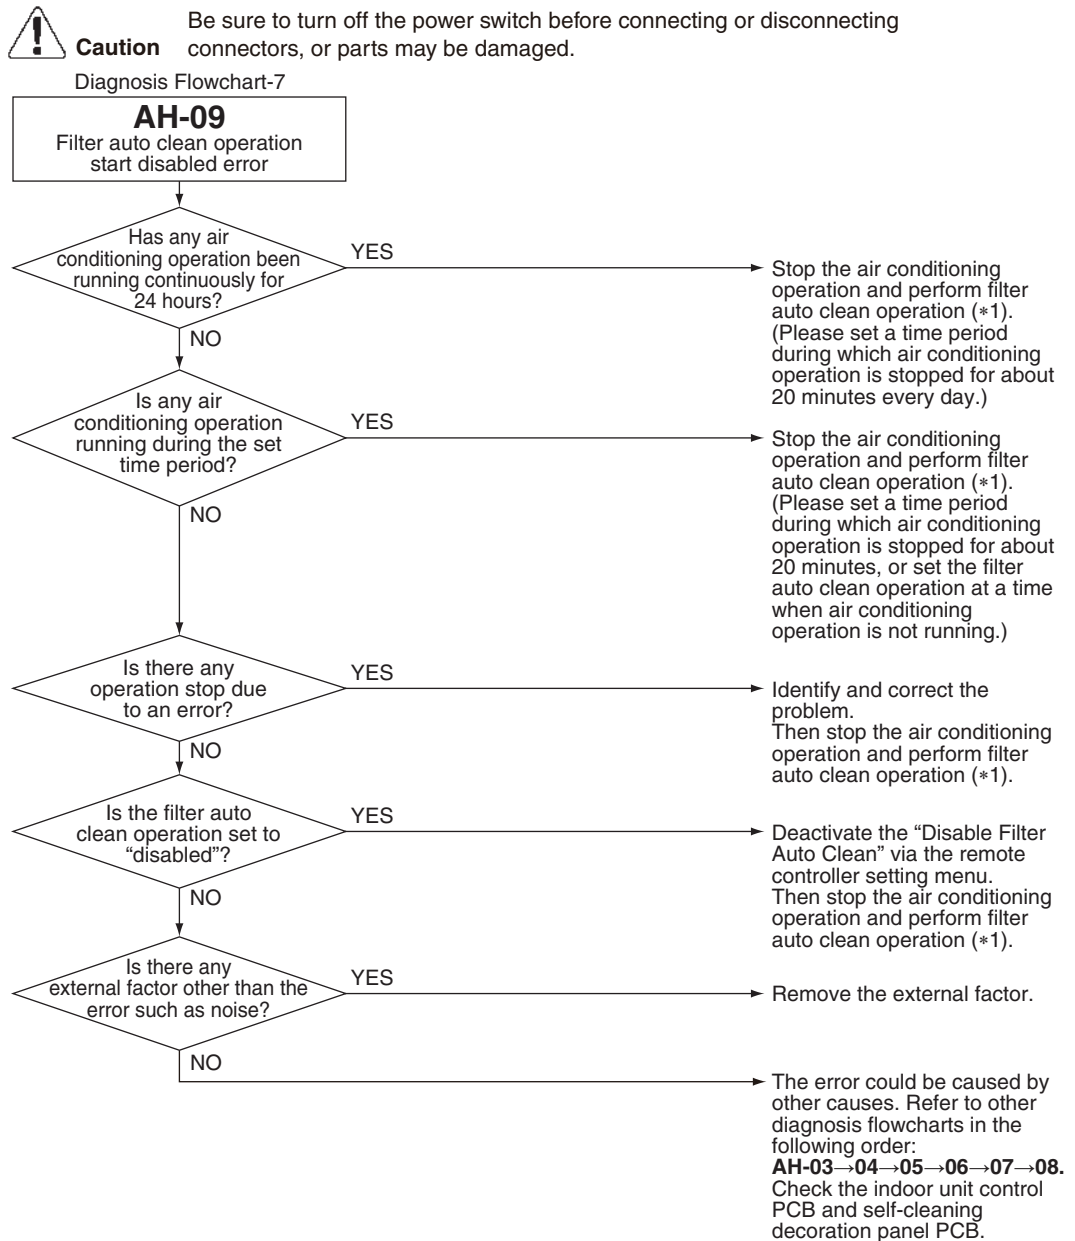 Be sure to turn off the power switch before connecting or disconnecting
Caution connectors, or parts may be damaged.
Diagnosis Flowchart-7
AH-09
Filter auto clean operation
start disabled error
Has any air
conditioning operation been
running continuously for
24 hours?
YES
Stop the air conditioning
operation and perform filter
auto clean operation (*1).
(Please set a time period
during which air conditioning
operation is stopped for about
20 minutes every day.)
NO
Is any air
conditioning operation
running during the set
time period?
YES
Stop the air conditioning
operation and perform filter
auto clean operation (*1).
(Please set a time period
during which air conditioning
operation is stopped for about
20 minutes, or set the filter
auto clean operation at a time
when air conditioning
operation is not running.)
NO
Is there any
operation stop due
to an error?
YES
Identify and correct the
problem.
Then stop the air conditioning
operation and perform filter
auto clean operation (*1).
NO
Is the filter auto
clean operation set to
“disabled”?
YES
Deactivate the “Disable Filter
Auto Clean” via the remote
controller setting menu.
Then stop the air conditioning
operation and perform filter
auto clean operation (*1).
NO
Is there any
external factor other than the
error such as noise?
YES
Remove the external factor.
NO
The error could be caused by
other causes. Refer to other
diagnosis flowcharts in the
following order:
AH-03→04→05→06→07→08.
Check the indoor unit control
PCB and self-cleaning
decoration panel PCB.